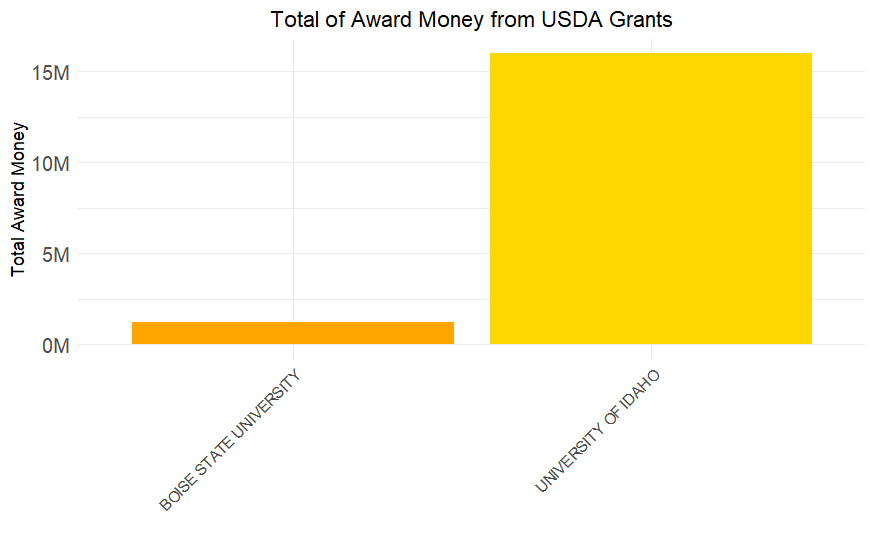 Total of Award Money from USDA Grants
Total Award Money
15M
10M
5M
0M
BOISE STATE UNIVERSITY
UNIVERSITY OF IDAHO